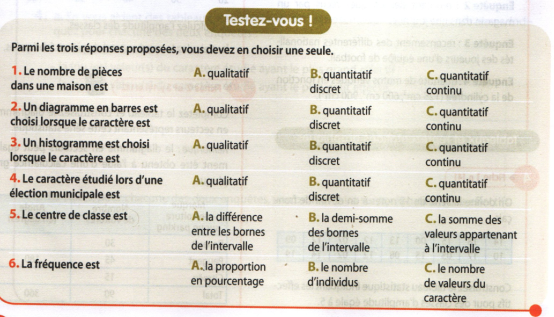 Testez-vous !
Parmi les trois réponses proposées, vous devez en choisir une seule.
1. Le nombre de pièces dans une maison est
A. qualitatif
B. quantitatif discret
C. quantitatif continu
2. Un diagramme en barres est choisi lorsque le caractère est
A. qualitatif
B. quantitatif discret
C. quantitatif continu
3. Un histogramme est choisi lorsque le caractère est
A. qualitatif
B. quantitatif discret
C. quantitatif continu
4. Le caractère étudié lors d'une élection municipale est
A. qualitatif
B. quantitatif discret
C. quantitatif continu
5. Le centre de classe est
A. la différence entre les bornes de l'intervalle
B. la demi-somme des bornes de l'intervalle
C. la somme des valeurs appartenant à l'intervalle
6. La fréquence est
A. la proportion en pourcentage
B. le nombre d'individus
C. le nombre de valeurs du caractère